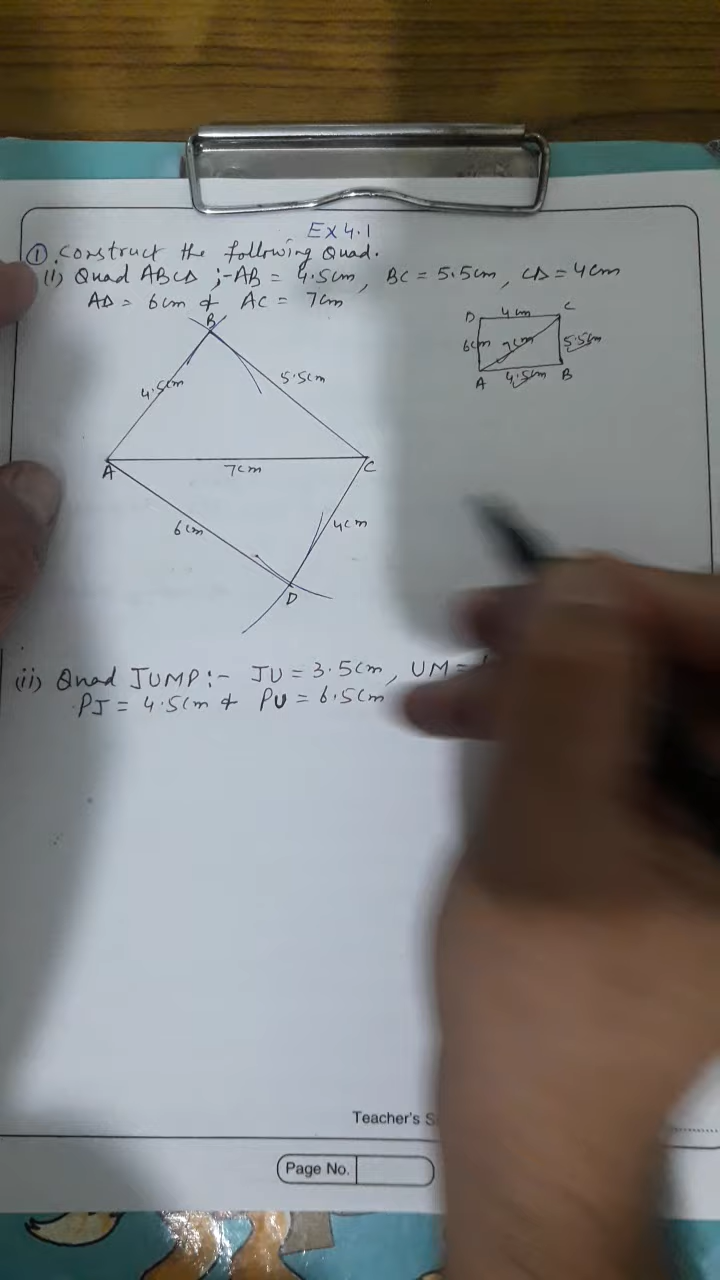 Ex 4.1
① Construct the following Quad.
(i) Quad ABCD :- AB = 4.5cm, BC = 5.5cm, CD = 4cm
AD = 6cm & AC = 7cm
D 4cm C
6cm 7cm 5.5cm
A 4.5cm B
B
4.5cm 5.5cm
A 7cm C
6cm 4cm
D
(ii) Quad JUMP :- JU = 3.5cm, UM =
PJ = 4.5cm & PU = 6.5cm
Teacher's
Page No.